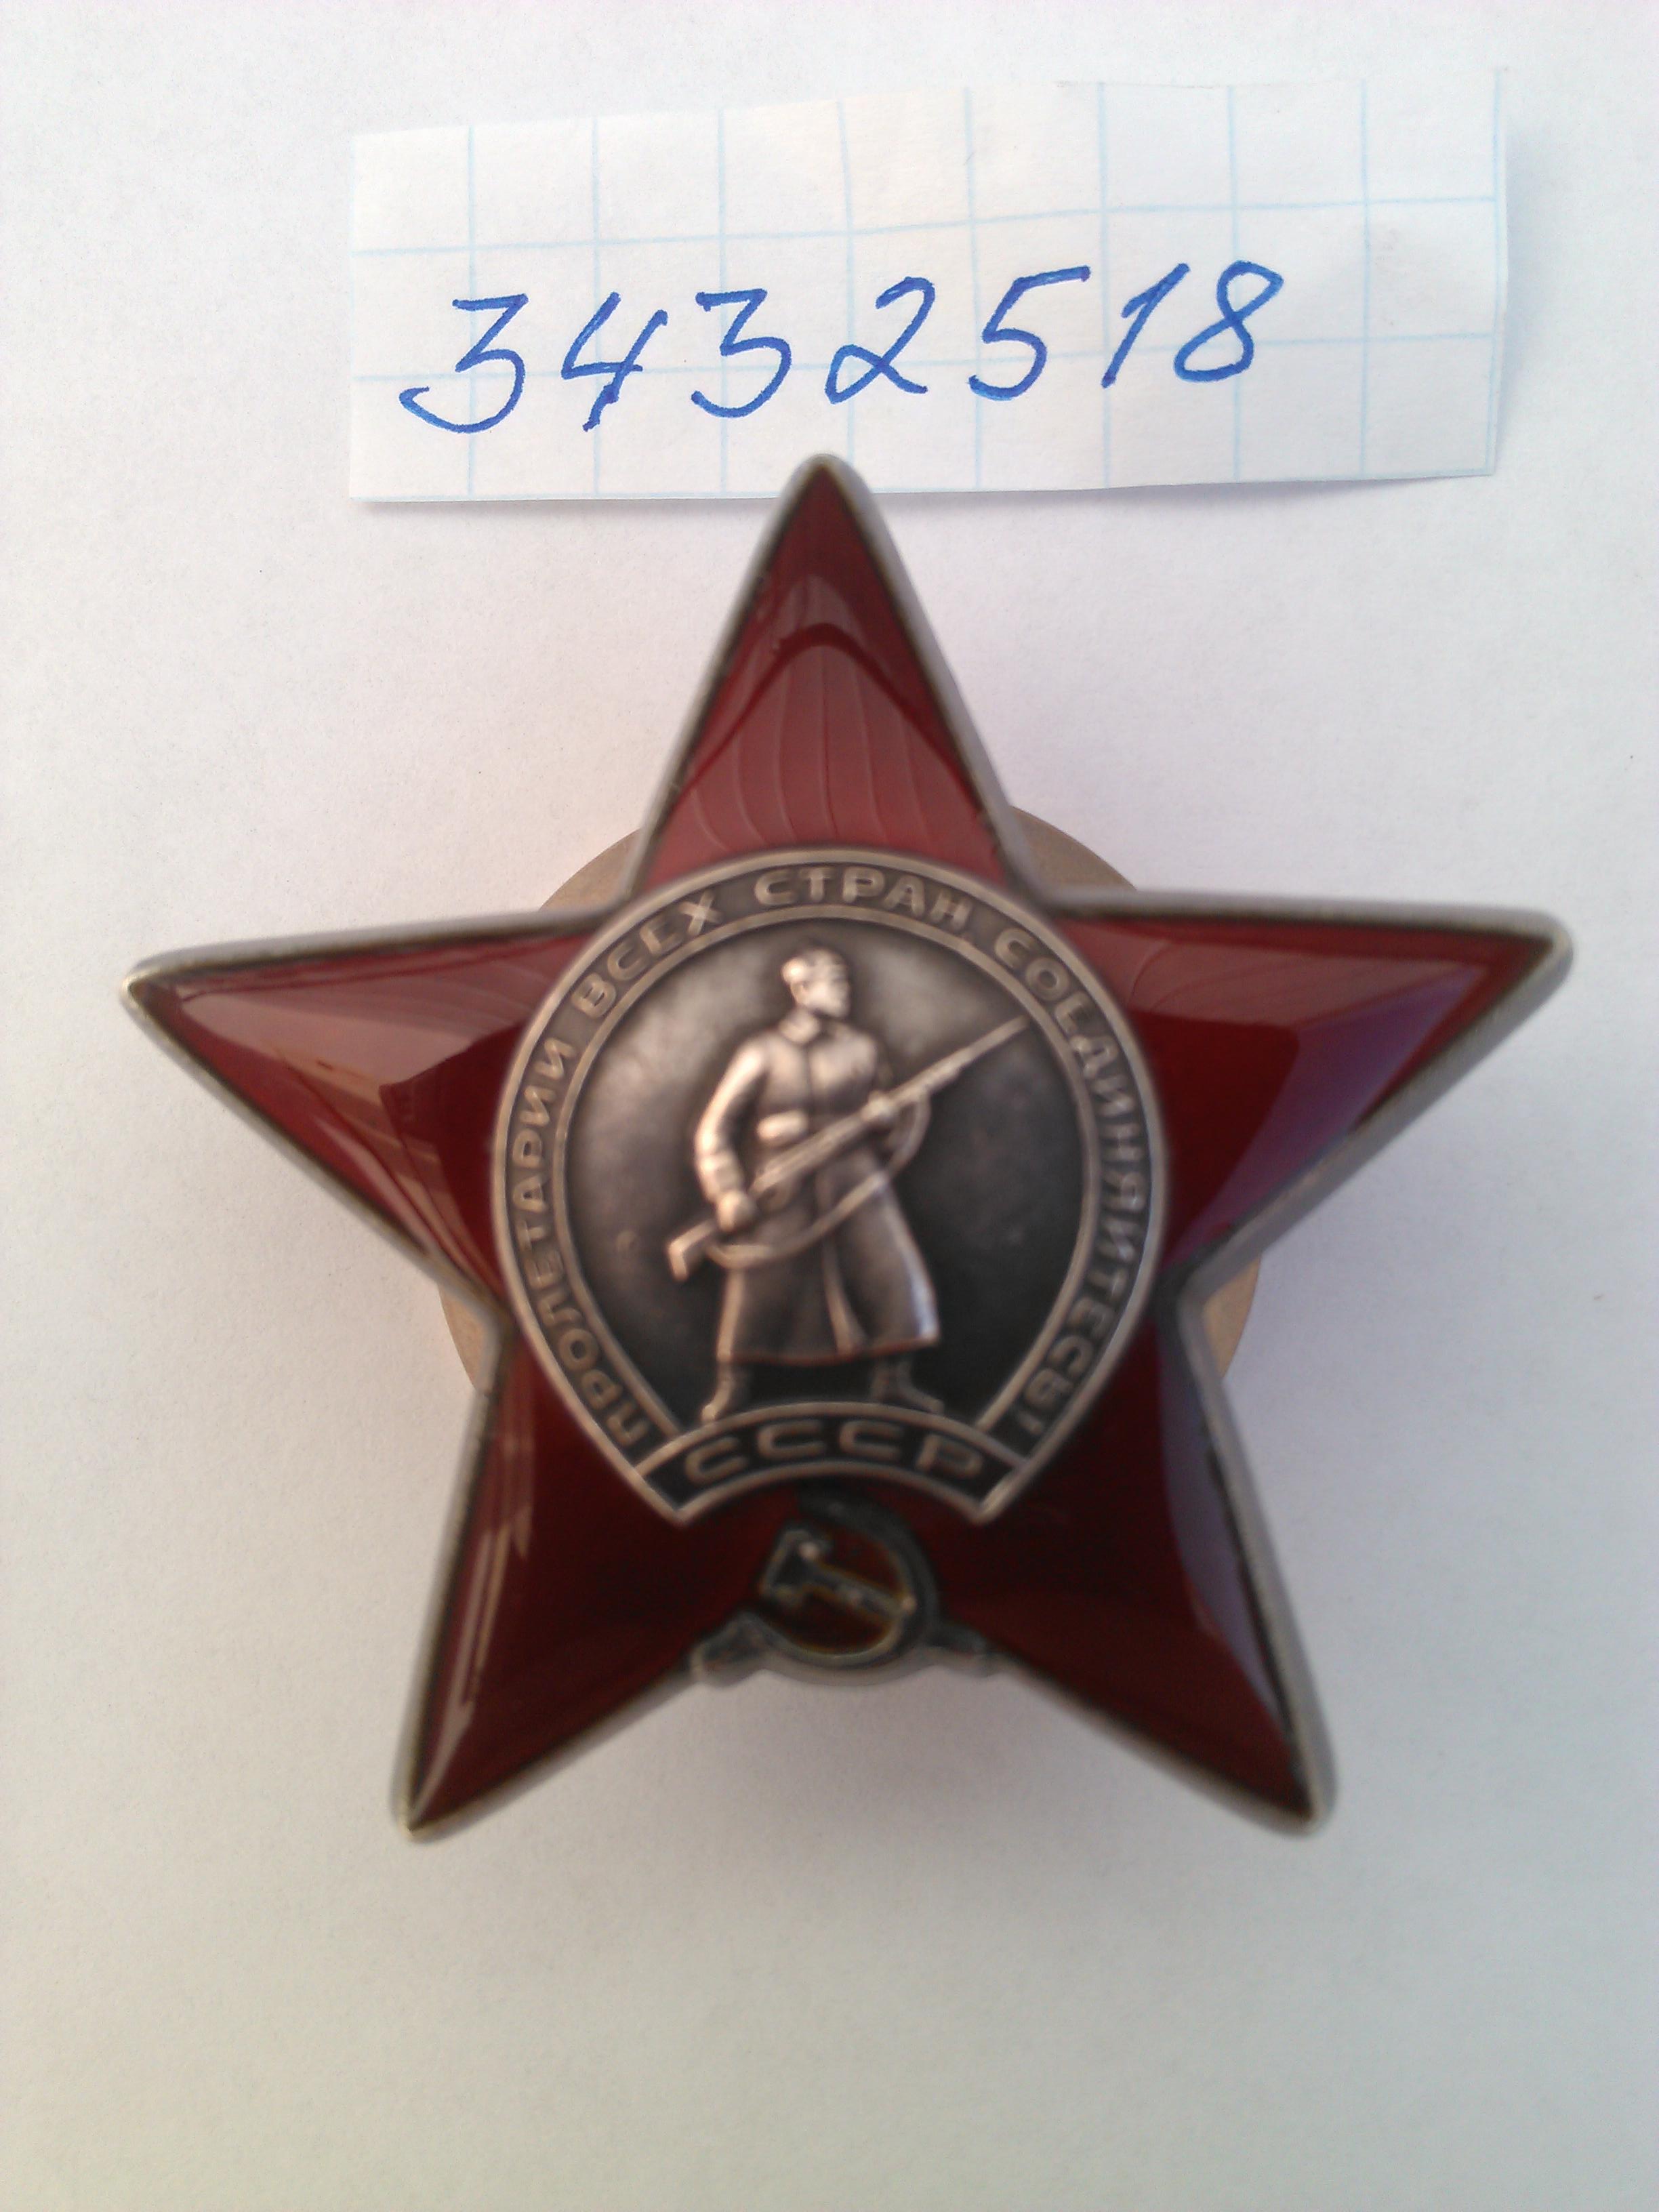 3432518
ПРОЛЕТАРИИ ВСЕХ СТРАН СОЕДИНЯЙТЕСЬ!
СССР